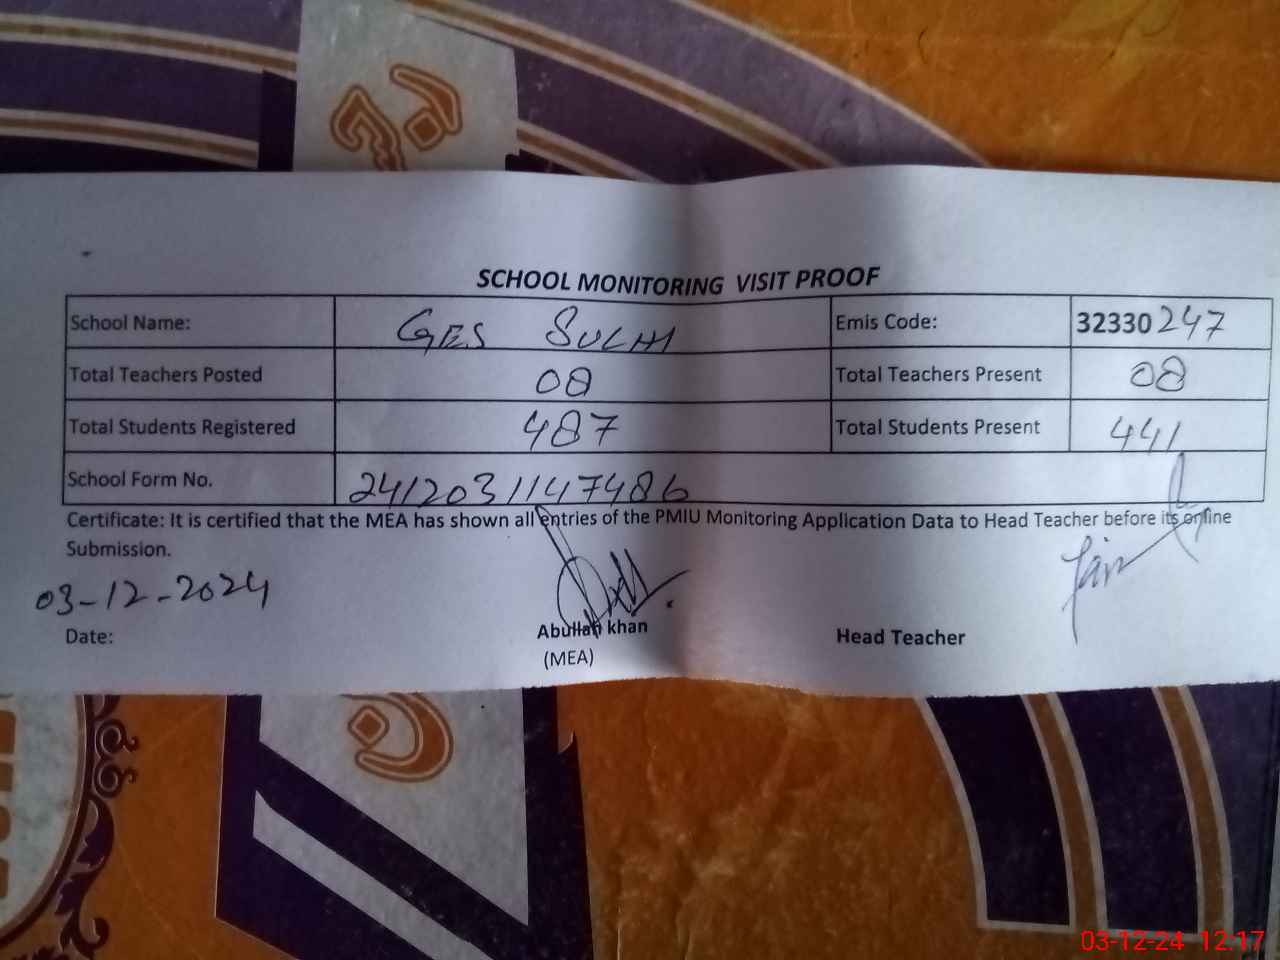 SCHOOL MONITORING VISIT PROOF
School Name: GES SULHI Emis Code: 32330247
Total Teachers Posted 08 Total Teachers Present 08
Total Students Registered 487 Total Students Present 441
School Form No. 24120311147486
Certificate: It is certified that the MEA has shown all entries of the PMIU Monitoring Application Data to Head Teacher before its online
Submission.
03-12-2024
Date: Abullah khan Head Teacher
(MEA)
03-12-24 12:17